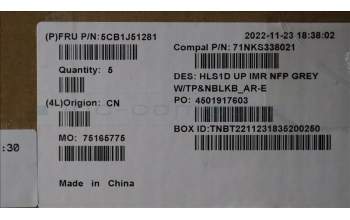 (P)FRU P/N:5CB1J51281
2022-11-23 18:38:02
Compal P/N: 71NKS338021
Quantity: 5
DES: HLS1D UP IMR NFP GREY
W/TP&NBLKB_AR-E
(4L)Origion: CN
PO: 4501917603
MO: 75165775
BOX ID:TNBT2211231835200250
:30
Made in China